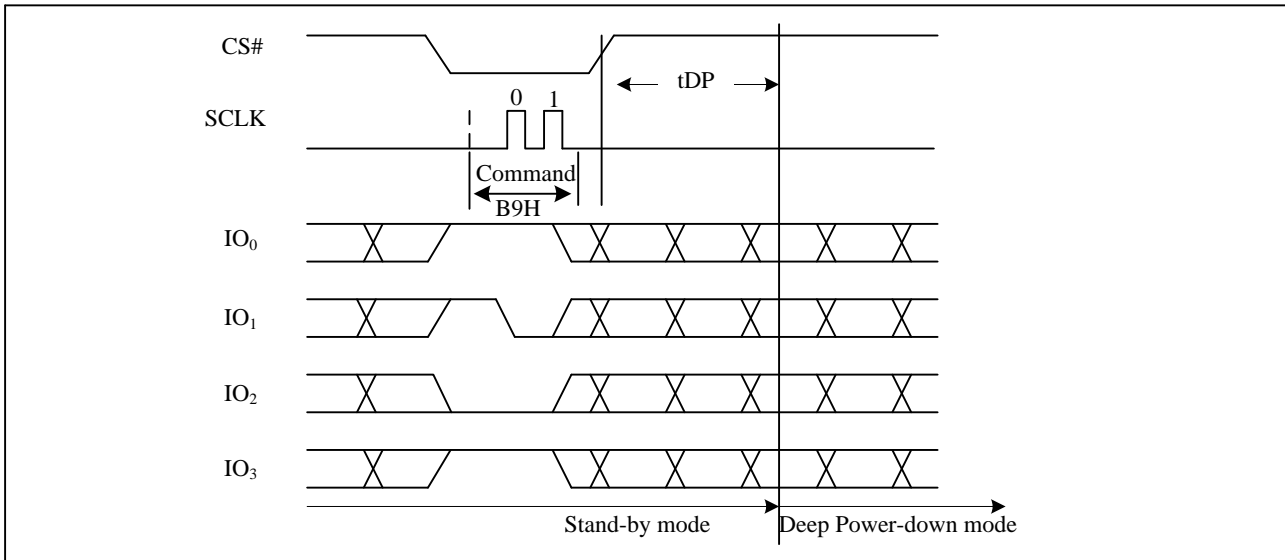 CS#
tDP
0 1
SCLK
Command
B9H
IO₀
IO₁
IO₂
IO₃
Stand-by mode
Deep Power-down mode